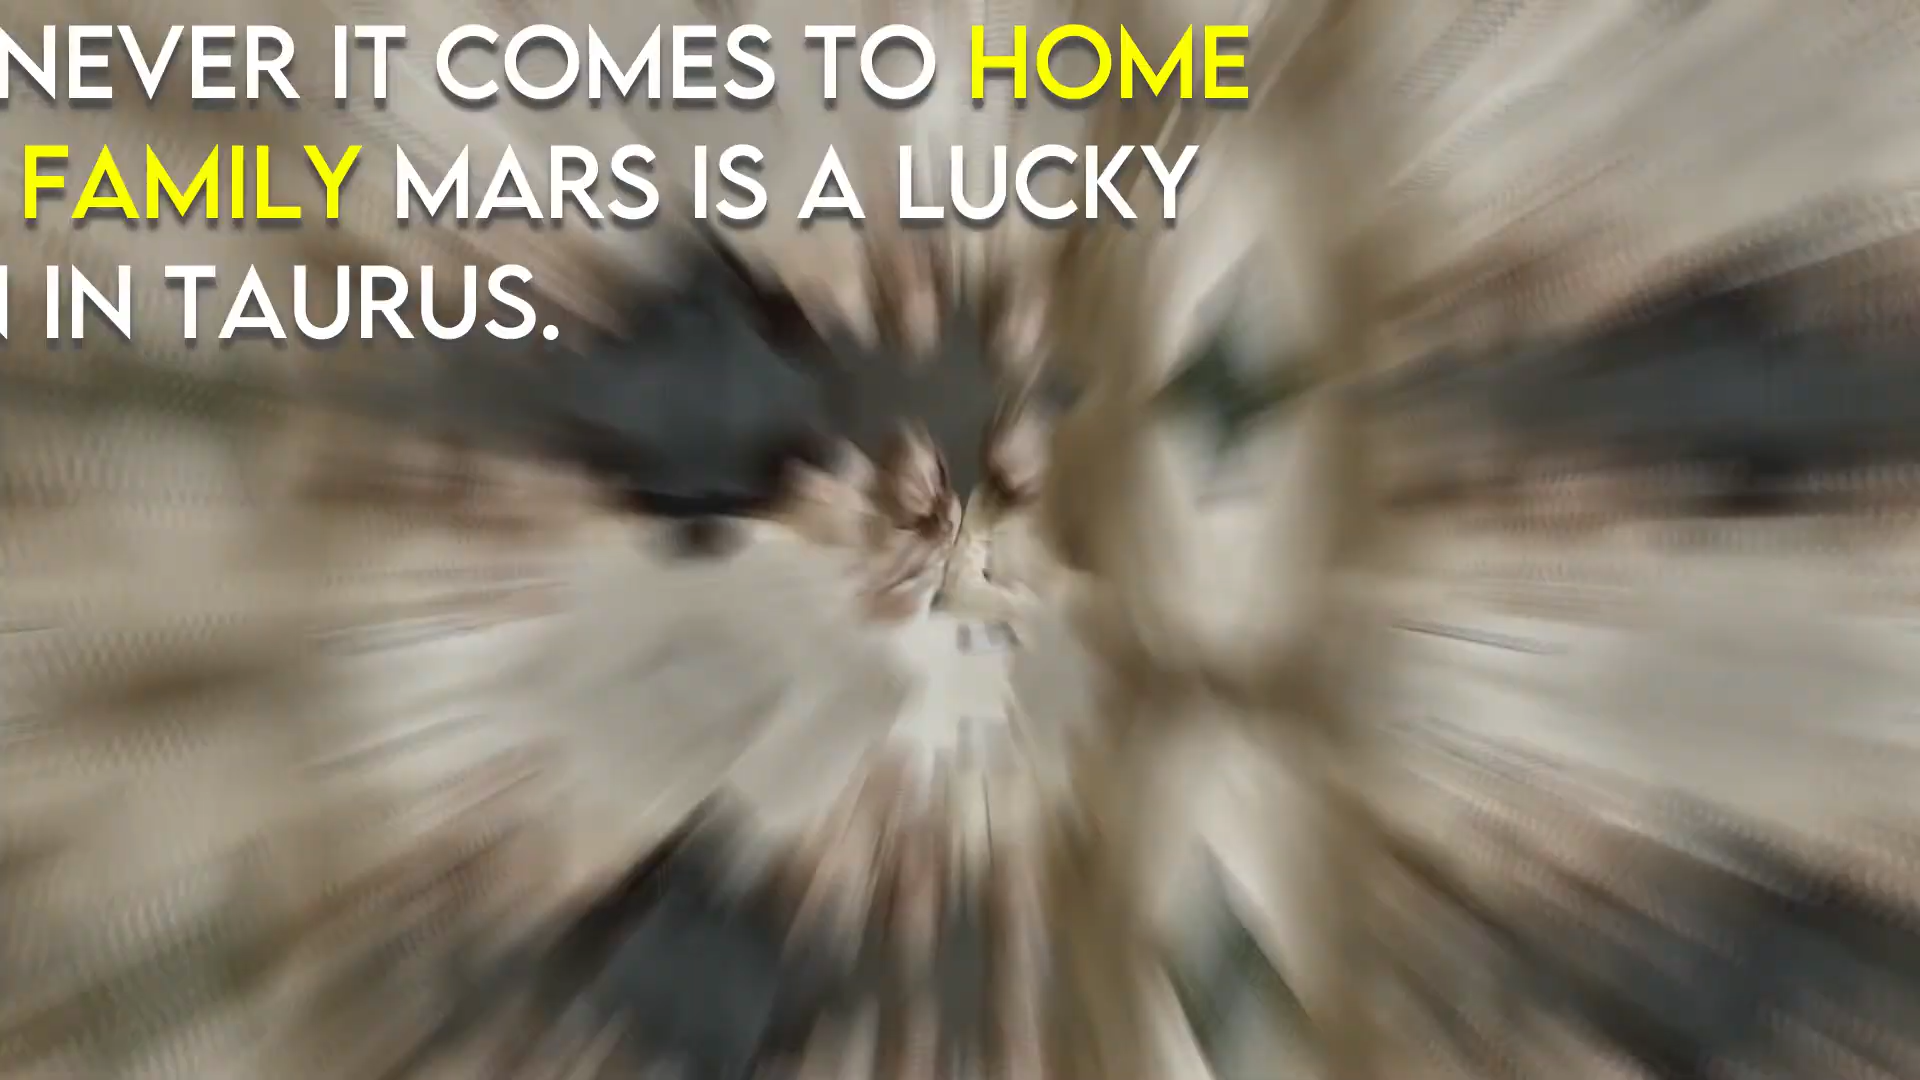 NEVER IT COMES TO HOME
FAMILY MARS IS A LUCKY
IN TAURUS.